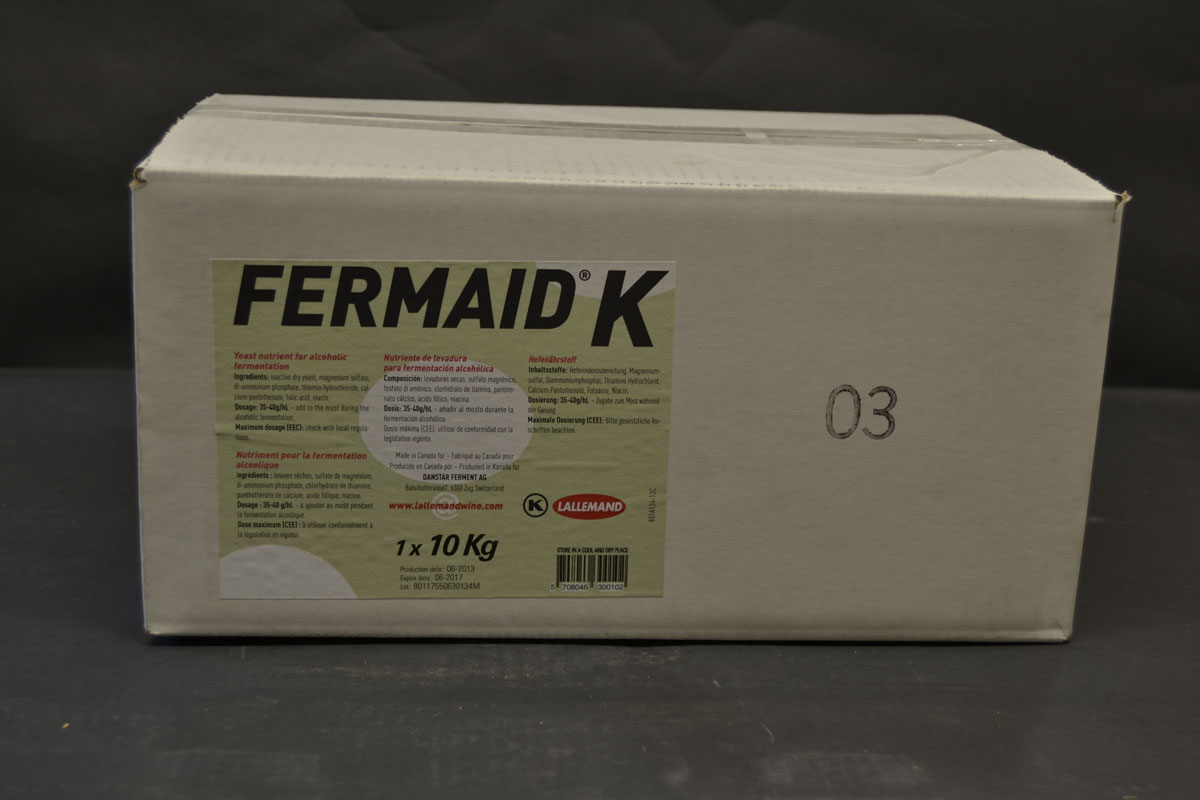 FERMAID® K
Yeast nutrient for alcoholic
fermentation
Ingredients: inactive dry yeast, magnesium sulfate,
di-ammonium phosphate, thiamin hydrochloride, cal-
cium pantothenate, folic acid, niacin.
Dosage: 35-40g/hL – add to the must during the
alcoholic fermentation.
Maximum dosage (EEC): check with local regula-
tions.
Nutriment pour la fermentation
alcoolique
Ingrédients : levures sèches, sulfate de magnésium,
di-ammonium phosphate, chlorhydrate de thiamine,
panthoténate de calcium, acide folique, niacine.
Dosage : 35-40 g/hL – à ajouter au moût pendant
la fermentation alcoolique.
Dose maximum (CEE) : à utiliser conformément à
la législation en vigueur.
Nutriente de levadura
para fermentación alcohólica
Composición: levaduras secas, sulfato magnésico,
fosfato di amónico, clorhidrato de tiamina, pantote-
nato cálcico, acido fólico, niacina.
Dosis: 35-40g/hL – añadir al mosto durante la
fermentación alcohólica.
Dosis máxima (CEE): utilizar de conformidad con la
legislation vigente.
Hefenährstoff
Inhaltsstoffe: Hefe Magnesium
sulfat, Diammoniumphosphat, Thiamine Hydrochlorid,
Calcium Pantothenate, Folsäure, Niacin.
Dosierung: 35-40g/hL – Zugabe zum Most während
der Gärung.
Maximale Dosierung (CEE): Bitte gesetzliche Vor-
schriften beachten.
Made in Canada for – Fabriqué au Canada pour
Producido en Canada por – Produziert in Kanada für
DANSTAR FERMENT AG
Bahnhofstrasse7, 6300 Zug Switzerland
www.lallemandwine.com
K
LALLEMAND
1 x 10 Kg
Production date: 06-2013
Expire date: 06-2017
Lot: 80117550630134M
STORE IN A COOL AND DRY PLACE
5 708046 300102
03